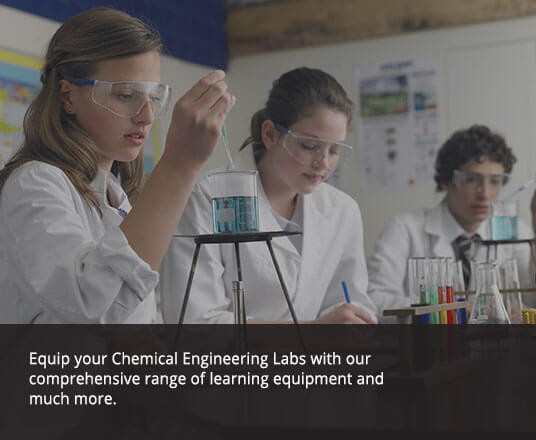 Equip your Chemical Engineering Labs with our
comprehensive range of learning equipment and
much more.